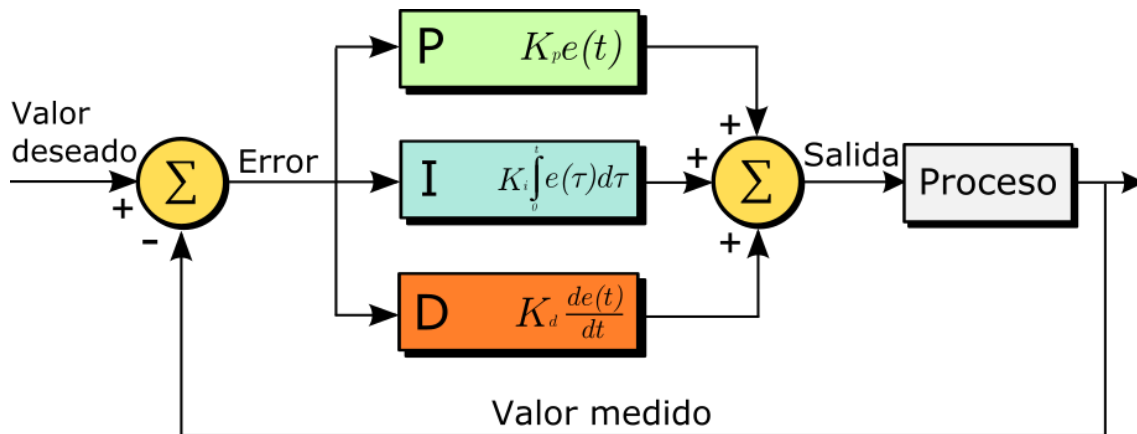 P K_p e(t)
Valor
deseado
+
-
Σ
Error
I K_i ∫_0^t e(τ)dτ
+
+
+
Σ
Salida
Proceso
D K_d de(t)/dt
Valor medido